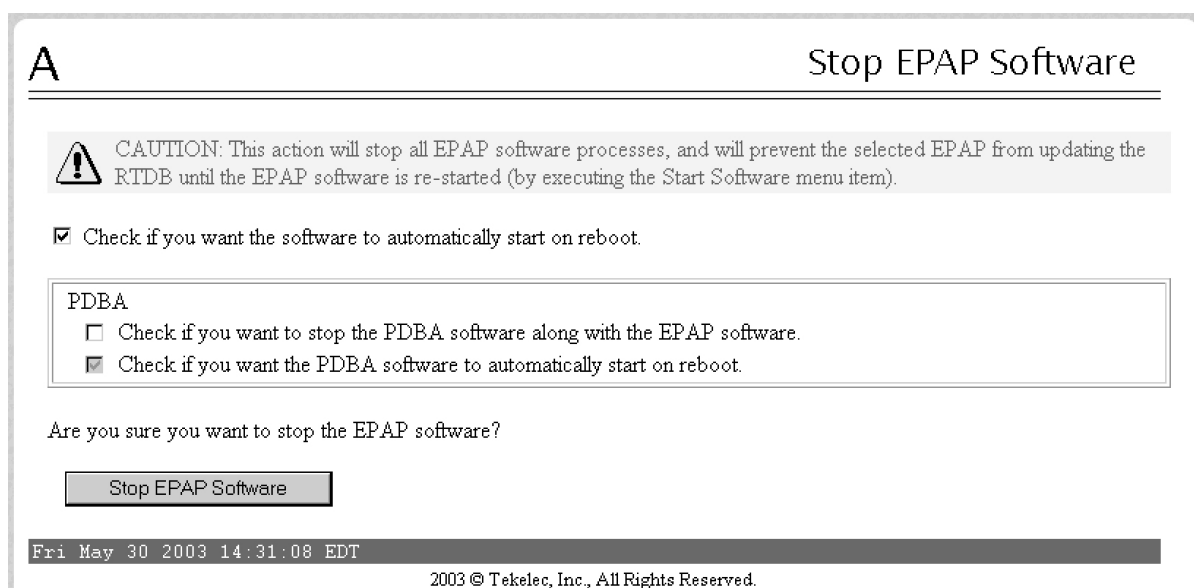 A
Stop EPAP Software
CAUTION: This action will stop all EPAP software processes, and will prevent the selected EPAP from updating the
RTDB until the EPAP software is re-started (by executing the Start Software menu item).
Check if you want the software to automatically start on reboot.
PDBA
Check if you want to stop the PDBA software along with the EPAP software.
Check if you want the PDBA software to automatically start on reboot.
Are you sure you want to stop the EPAP software?
Stop EPAP Software
Fri May 30 2003 14:31:08 EDT
2003 © Tekelec, Inc., All Rights Reserved.